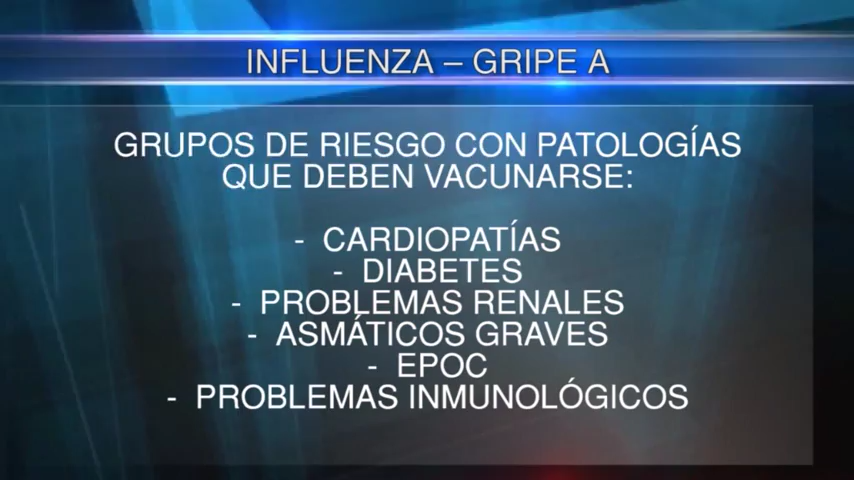 INFLUENZA – GRIPE A
GRUPOS DE RIESGO CON PATOLOGÍAS
QUE DEBEN VACUNARSE:
- CARDIOPATÍAS
- DIABETES
- PROBLEMAS RENALES
- ASMÁTICOS GRAVES
- EPOC
- PROBLEMAS INMUNOLÓGICOS